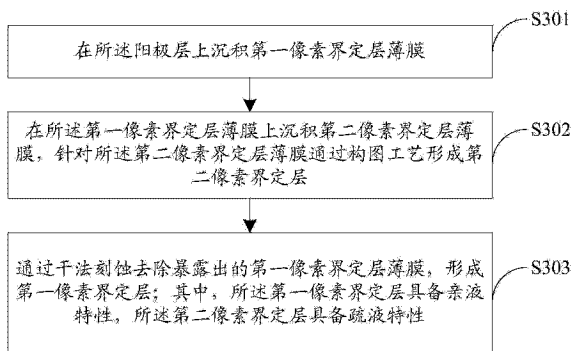 S301
在所述阳极层上沉积第一像素界定层薄膜
S302
在所述第一像素界定层薄膜上沉积第二像素界定层薄
膜，针对所述第二像素界定层薄膜通过构图工艺形成第
二像素界定层
S303
通过干法刻蚀去除暴露出的第一像素界定层薄膜，形成
第一像素界定层；其中，所述第一像素界定层具备亲液
特性，所述第二像素界定层具备疏液特性